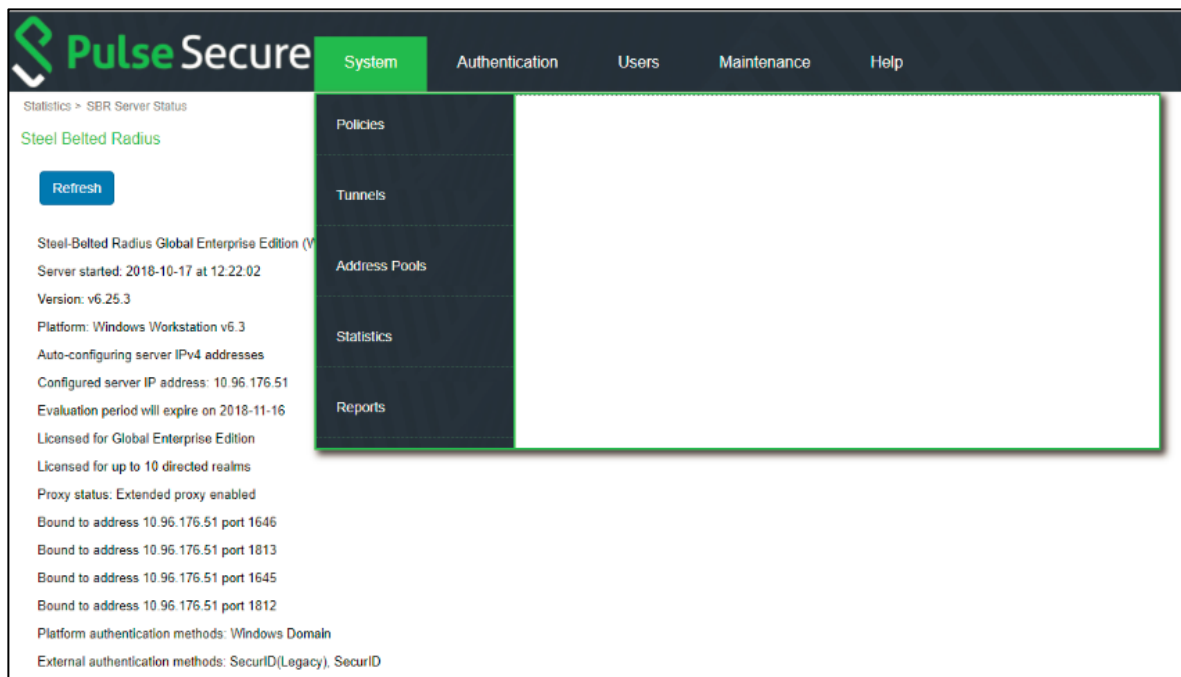 Pulse Secure
System Authentication Users Maintenance Help
Statistics > SBR Server Status
Steel Belted Radius
Refresh
Policies
Tunnels
Address Pools
Statistics
Reports
Steel-Belted Radius Global Enterprise Edition
Server started: 2018-10-17 at 12:22:02
Version: v6.25.3
Platform: Windows Workstation v6.3
Auto-configuring server IPv4 addresses
Configured server IP address: 10.96.176.51
Evaluation period will expire on 2018-11-16
Licensed for Global Enterprise Edition
Licensed for up to 10 directed realms
Proxy status: Extended proxy enabled
Bound to address 10.96.176.51 port 1646
Bound to address 10.96.176.51 port 1813
Bound to address 10.96.176.51 port 1645
Bound to address 10.96.176.51 port 1812
Platform authentication methods: Windows Domain
External authentication methods: SecurID(Legacy), SecurID